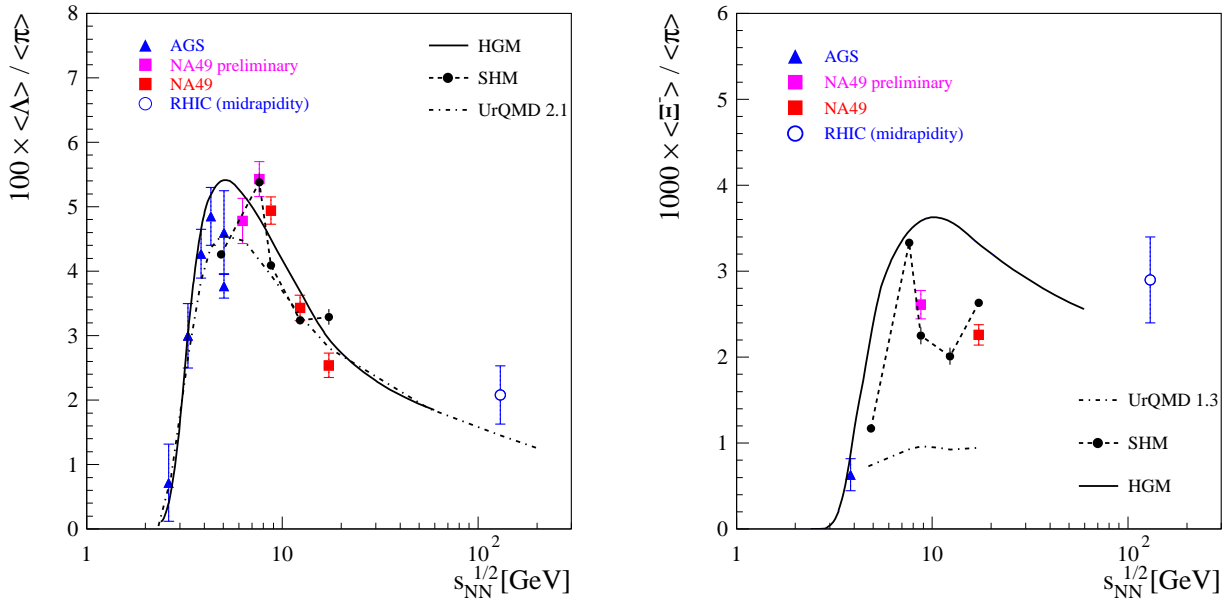 100 × <Λ> / <π>
8
7
6
5
4
3
2
1
0
AGS
NA49 preliminary
NA49
RHIC (midrapidity)
HGM
SHM
UrQMD 2.1
1
10
10²
s_NN^1/2 [GeV]
1000 × <Ξ⁻> / <π>
6
5
4
3
2
1
0
AGS
NA49 preliminary
NA49
RHIC (midrapidity)
UrQMD 1.3
SHM
HGM
1
10
10²
s_NN^1/2 [GeV]